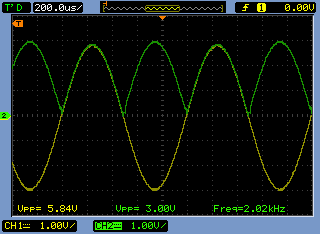 T'D 200.0us/ T f 1 0.00V
T
2
Vpp= 5.84V Vpp= 3.00V Freq=2.02kHz
CH1 1.00V/ CH2 1.00V/